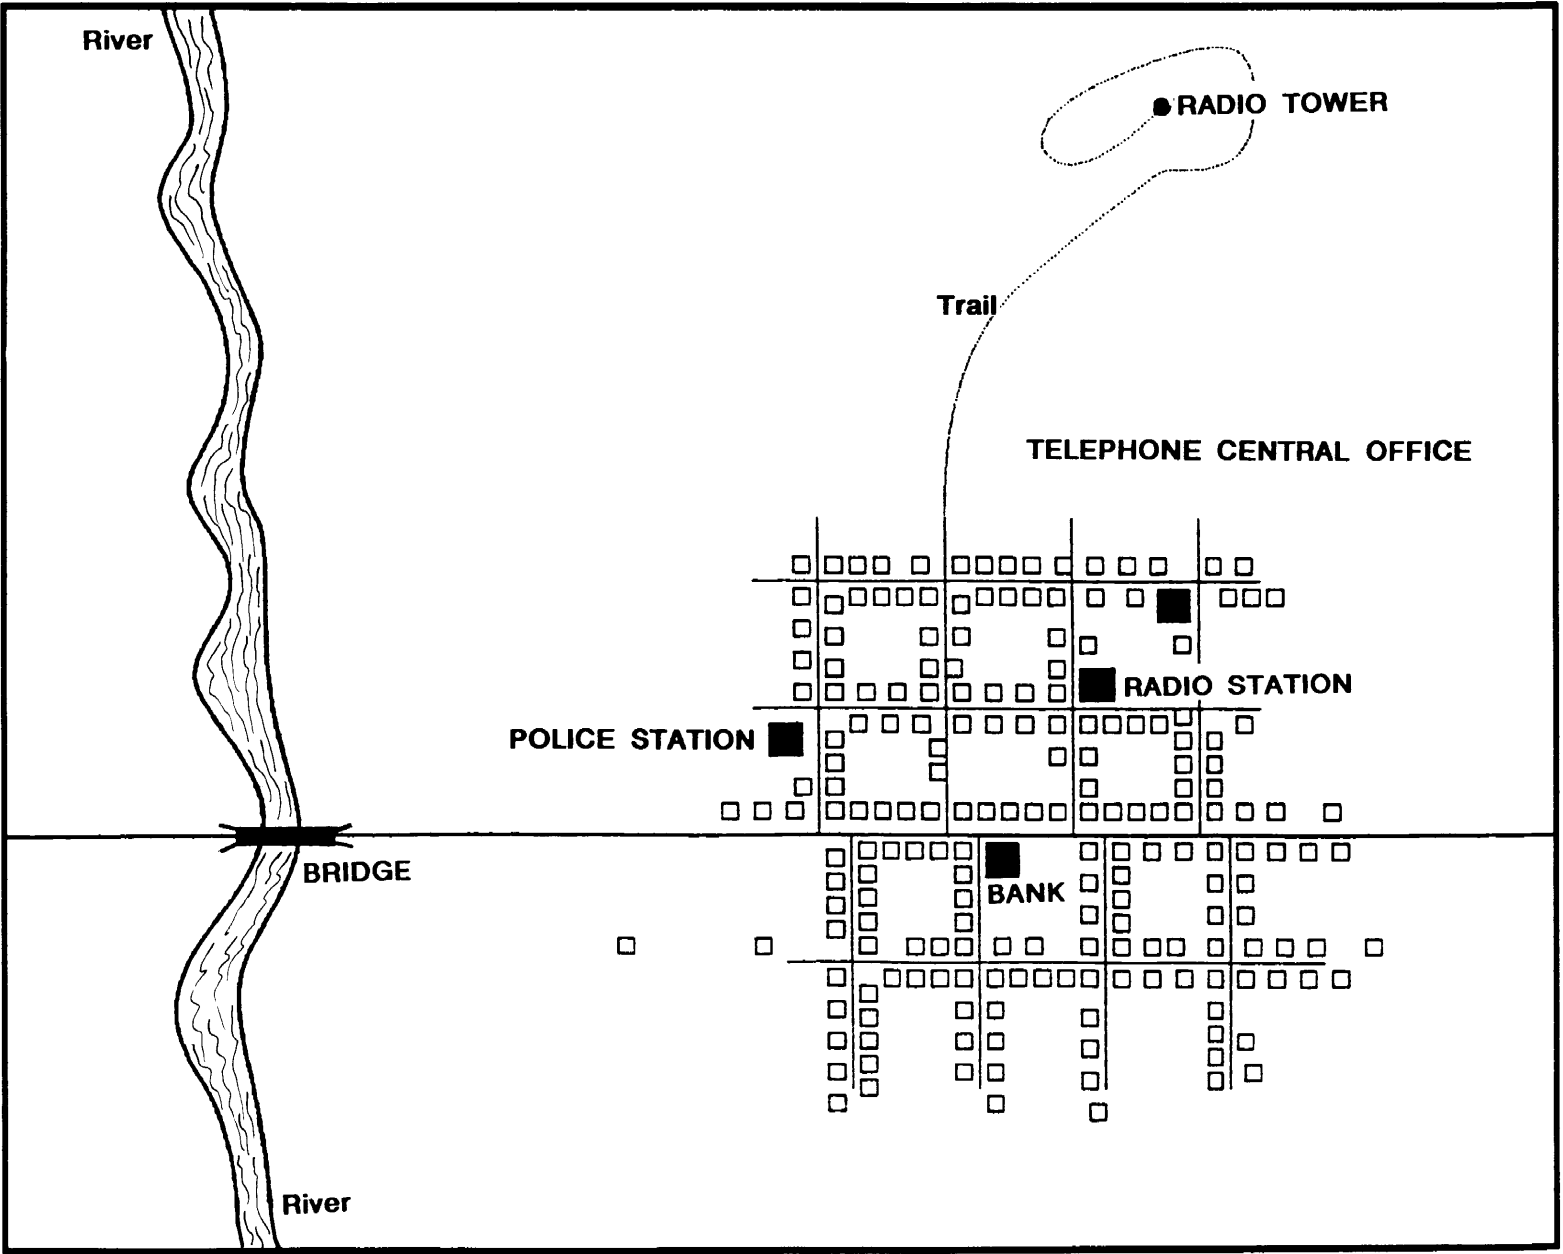 River
RADIO TOWER
Trail
TELEPHONE CENTRAL OFFICE
RADIO STATION
POLICE STATION
BRIDGE
BANK
River